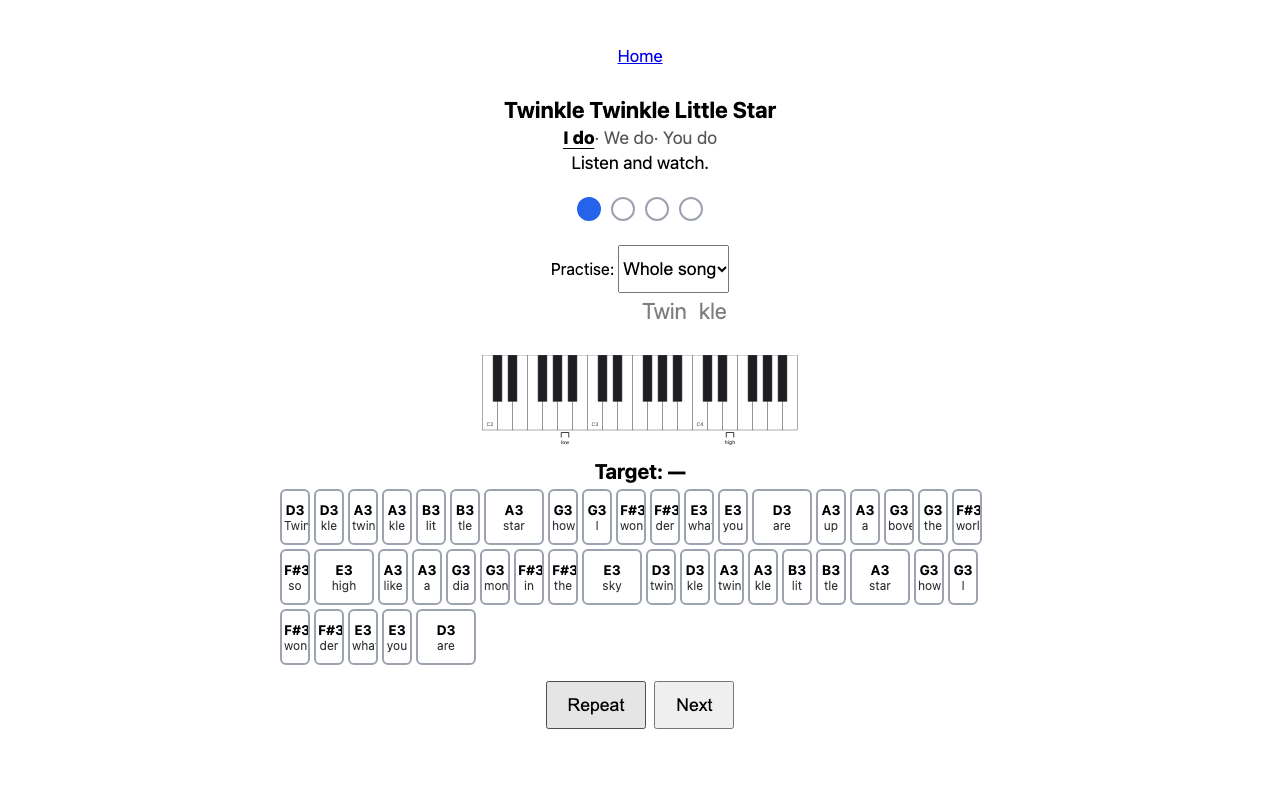 Home
Twinkle Twinkle Little Star
I do· We do· You do
Listen and watch.
Practise: Whole song
Twin kle
C2 C3 C4
low high
Target: —
D3 D3 A3 A3 B3 B3 A3 G3 G3 F#3 F#3 E3 E3 D3 A3 A3 G3 G3 F#3
Twin kle twin kle lit tle star how I won der what you are up a bove the worl
F#3 E3 A3 A3 G3 G3 F#3 F#3 E3 D3 D3 A3 A3 B3 B3 A3 G3 G3
so high like a dia mon in the sky twin kle twin kle lit tle star how I
F#3 F#3 E3 E3 D3
won der what you are
Repeat Next